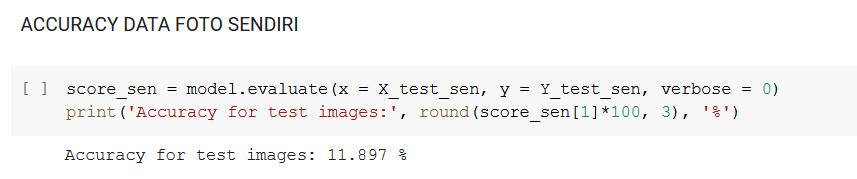 ACCURACY DATA FOTO SENDIRI
[ ] score_sen = model.evaluate(x = X_test_sen, y = Y_test_sen, verbose = 0)
print('Accuracy for test images:', round(score_sen[1]*100, 3), '%')
Accuracy for test images: 11.897 %